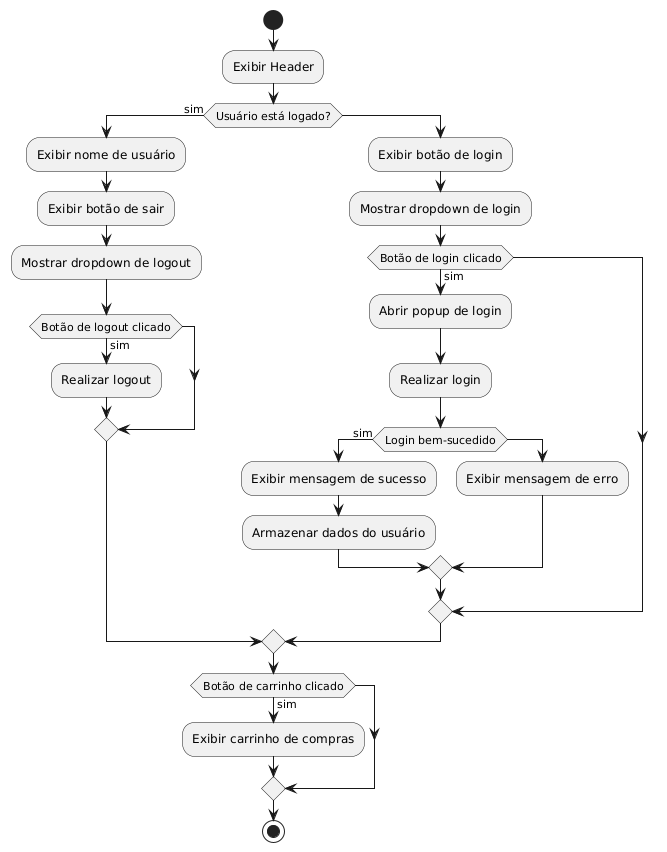 Exibir Header
sim
Usuário está logado?
Exibir nome de usuário
Exibir botão de sair
Mostrar dropdown de logout
Botão de logout clicado
sim
Realizar logout
Exibir botão de login
Mostrar dropdown de login
Botão de login clicado
sim
Abrir popup de login
Realizar login
sim
Login bem-sucedido
Exibir mensagem de sucesso
Armazenar dados do usuário
Exibir mensagem de erro
Botão de carrinho clicado
sim
Exibir carrinho de compras